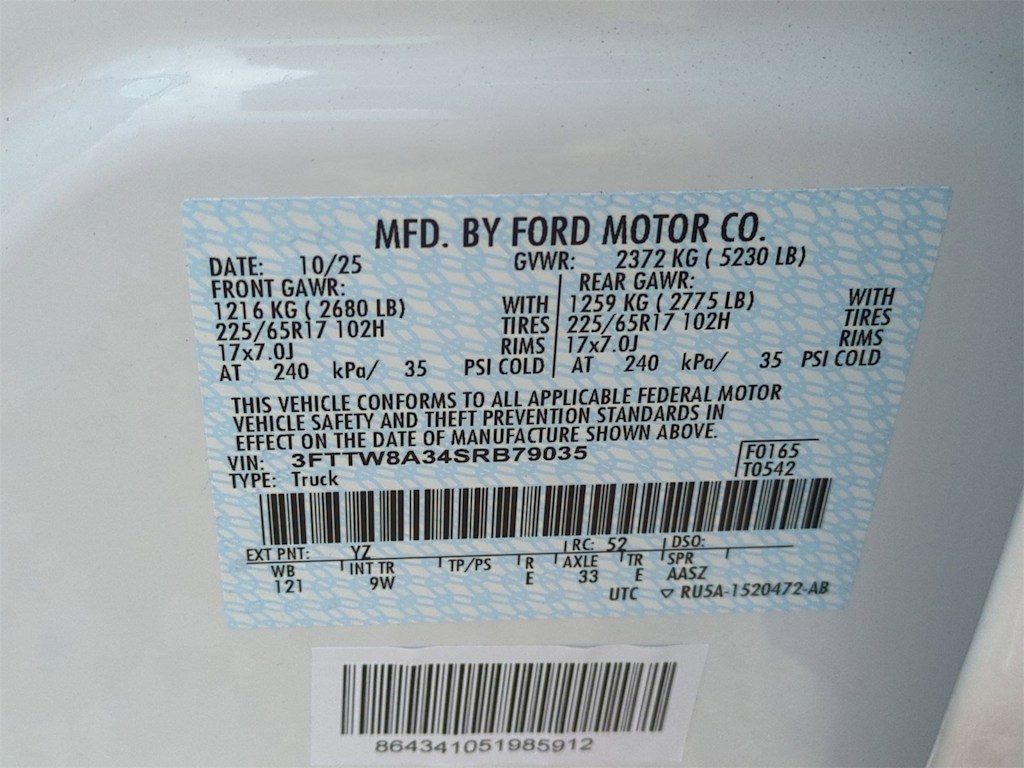 MFD. BY FORD MOTOR CO.
DATE: 10/25 GVWR: 2372 KG ( 5230 LB)
FRONT GAWR: REAR GAWR:
1216 KG ( 2680 LB) WITH 1259 KG ( 2775 LB) WITH
225/65R17 102H TIRES 225/65R17 102H TIRES
17x7.0J RIMS 17x7.0J RIMS
AT 240 kPa/ 35 PSI COLD AT 240 kPa/ 35 PSI COLD
THIS VEHICLE CONFORMS TO ALL APPLICABLE FEDERAL MOTOR
VEHICLE SAFETY AND THEFT PREVENTION STANDARDS IN
EFFECT ON THE DATE OF MANUFACTURE SHOWN ABOVE.
VIN: 3FTTW8A34SRB79035 F0165
TYPE: Truck T0542
EXT PNT: YZ RC: 52 DSO:
WB INT TR TP/PS R AXLE TR SPR
121 9W E 33 E AASZ
UTC ▽ RU5A-1520472-AB
864341051985912